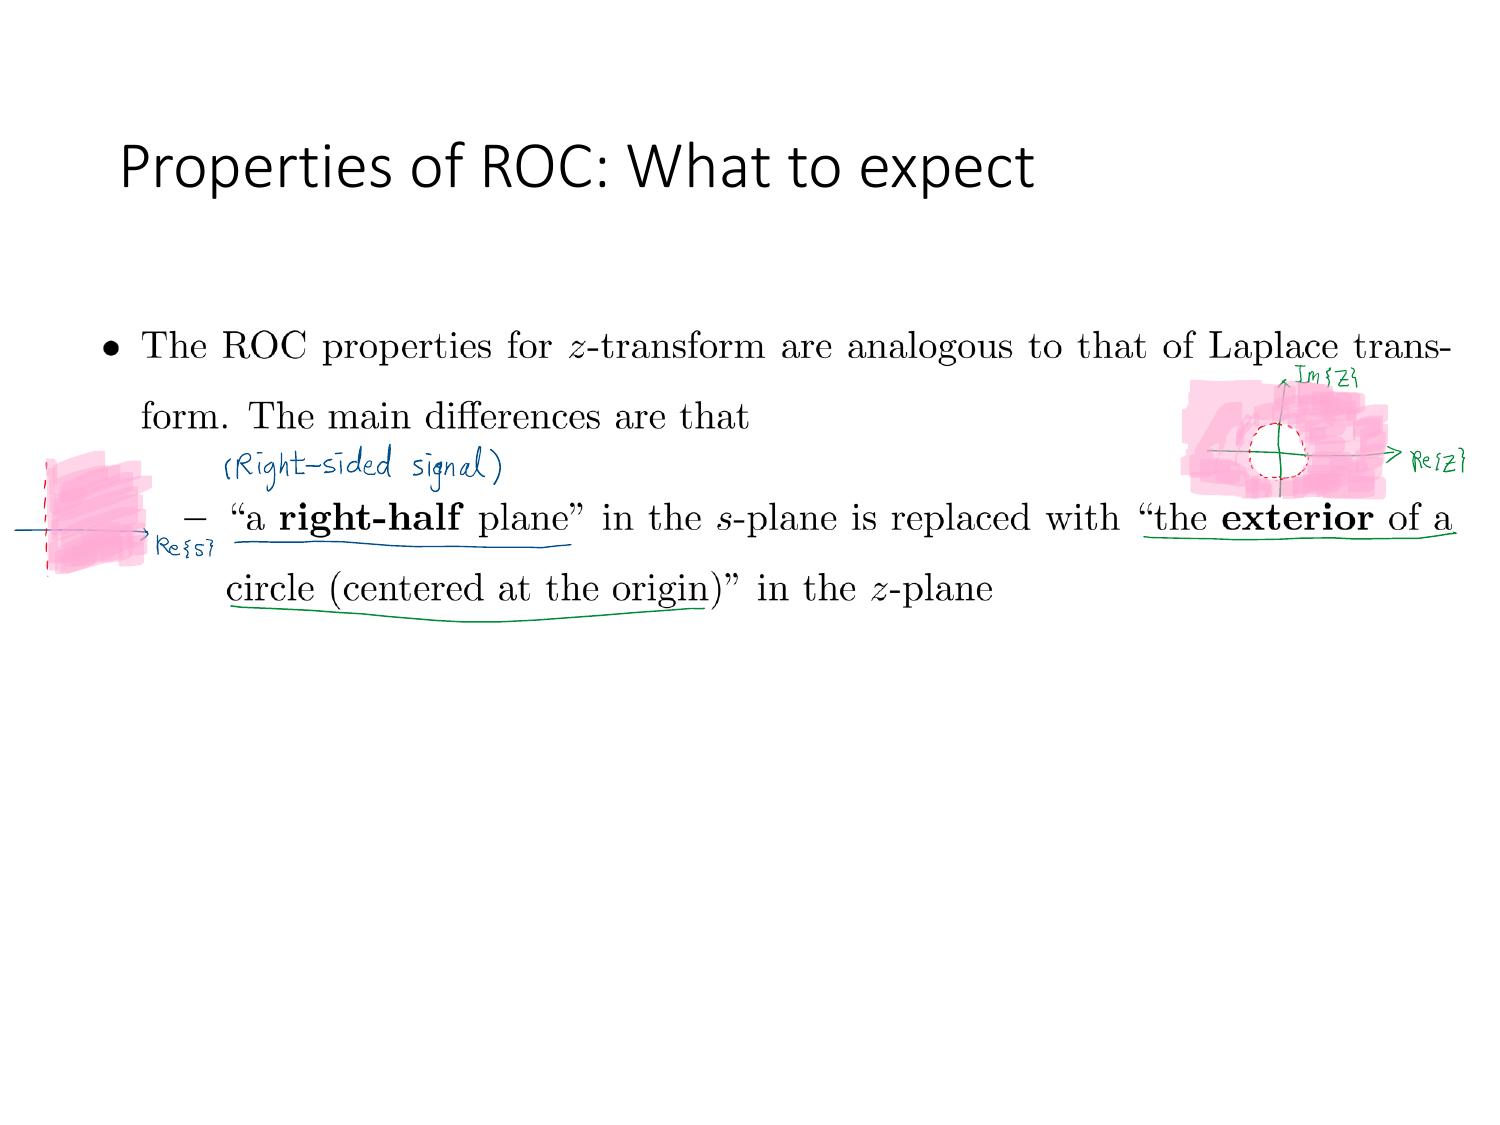 Properties of ROC: What to expect
• The ROC properties for z-transform are analogous to that of Laplace trans-
Im{z}
form. The main differences are that
(Right-sided signal)
Re{z}
– “a right-half plane” in the s-plane is replaced with “the exterior of a
Re{s}
circle (centered at the origin)” in the z-plane